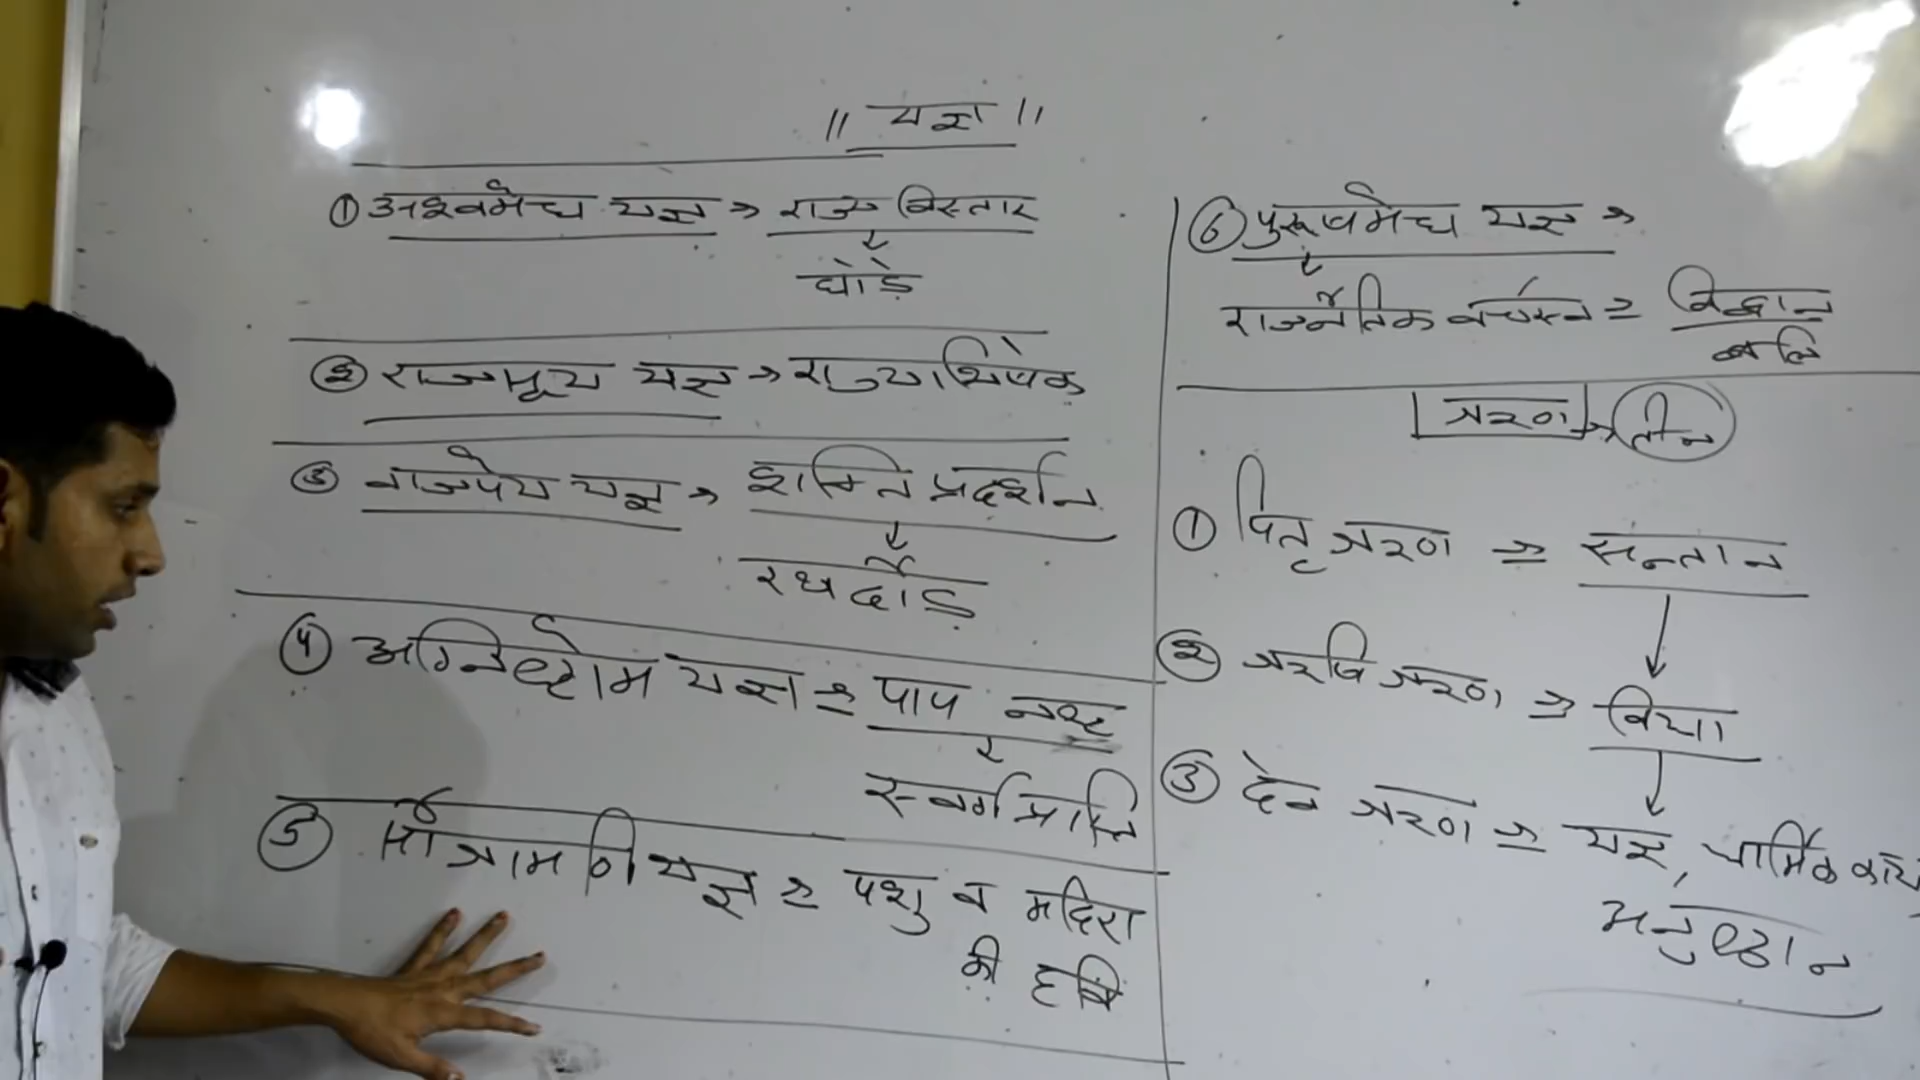 ॥ यज्ञ ॥
① अश्वमेध यज्ञ → राज्य विस्तार
घोड़े
② राजसूय यज्ञ → राज्याभिषेक
③ वाजपेय यज्ञ → शक्ति प्रदर्शन
रथदौड़
④ अग्निष्टोम यज्ञ ⇒ पाप नष्ट
स्वर्ग प्राप्ति
⑤ सौत्रामणि यज्ञ ⇒ पशु व मदिरा
की हवि
⑥ पुरूषमेध यज्ञ →
राजनैतिक वर्चस्व ⇒ विद्वान
बलि
ऋण → तीन
① पितृ ऋण ⇒ सन्तान
② ऋषि ऋण ⇒ विद्या
③ देव ऋण ⇒ यज्ञ, धार्मिक कार्य
अनुष्ठान